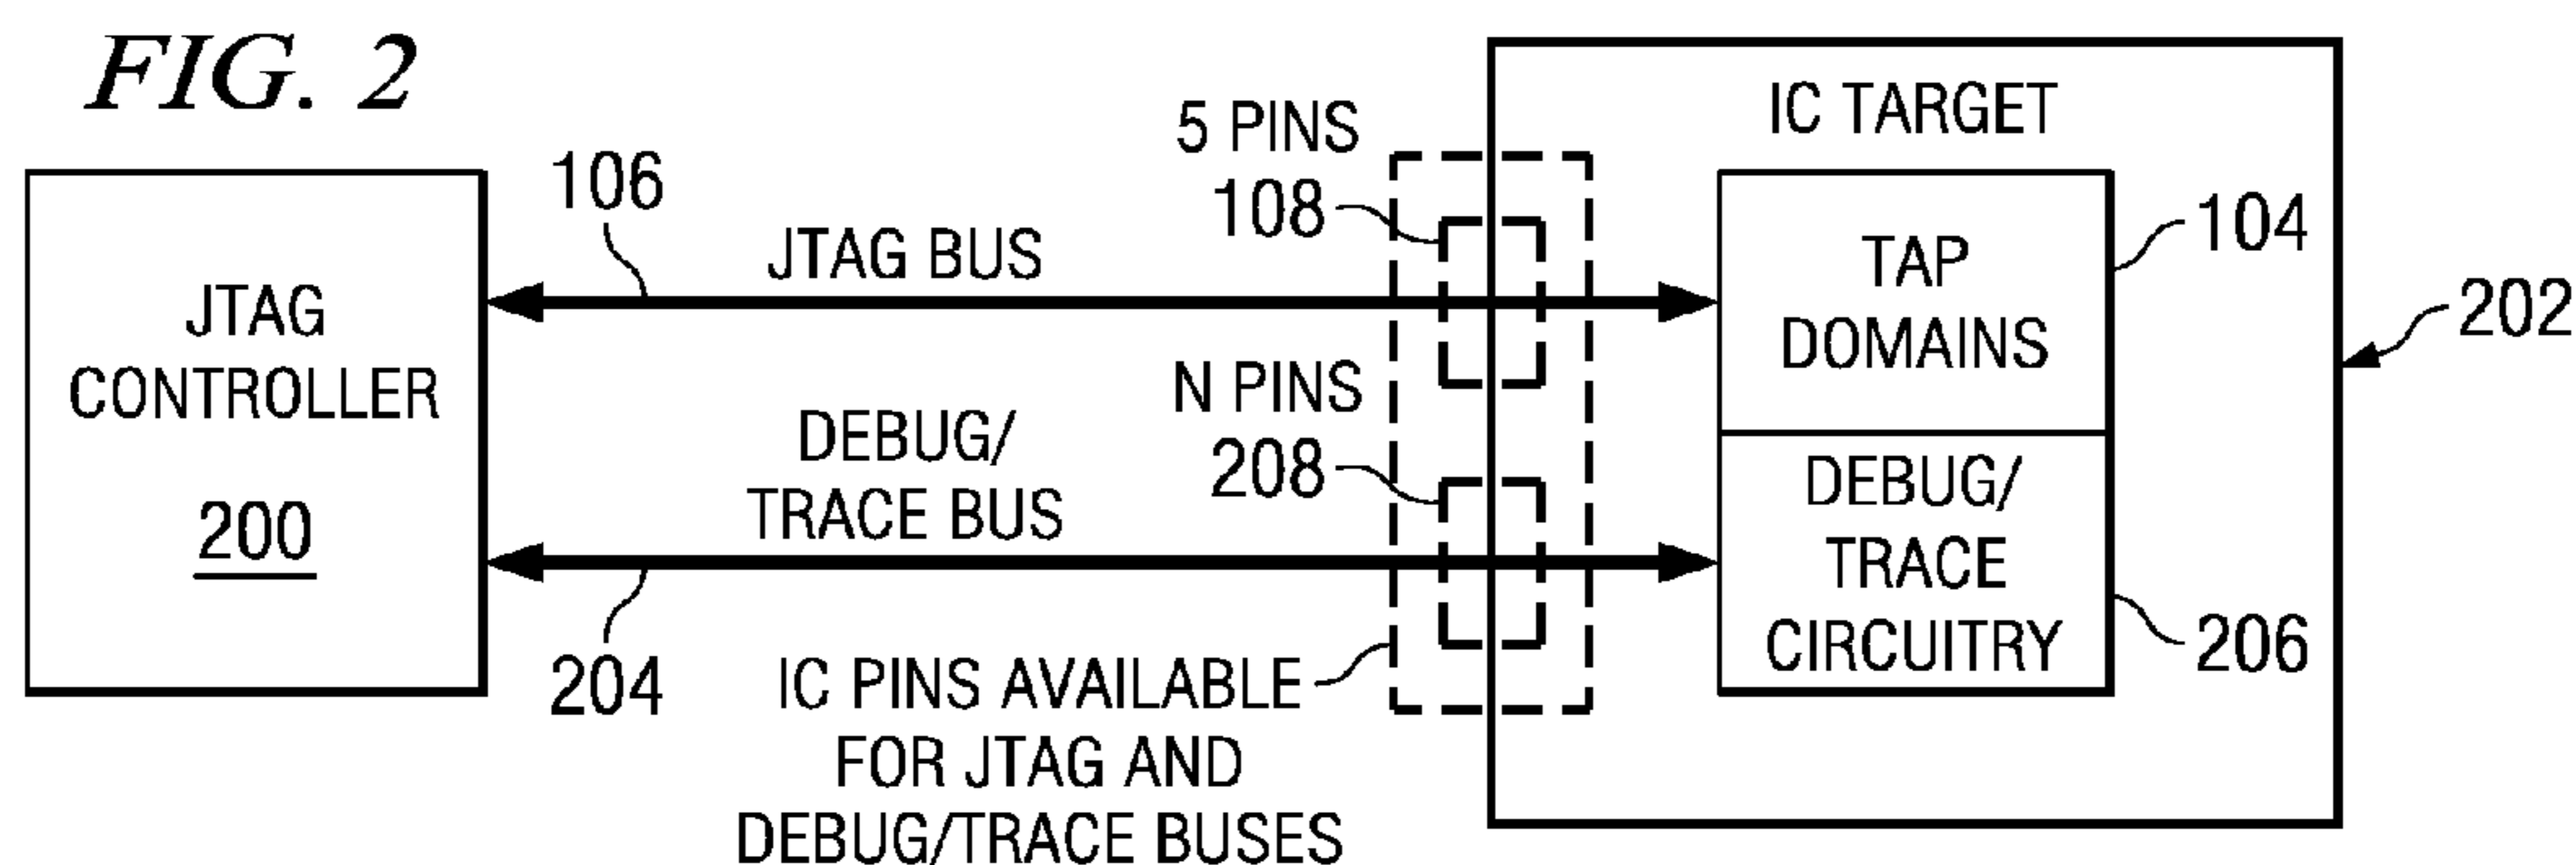 FIG. 2
JTAG
CONTROLLER
200
106
JTAG BUS
DEBUG/
TRACE BUS
204
5 PINS
108
N PINS
208
IC PINS AVAILABLE
FOR JTAG AND
DEBUG/TRACE BUSES
IC TARGET
TAP
DOMAINS
104
DEBUG/
TRACE
CIRCUITRY
206
202